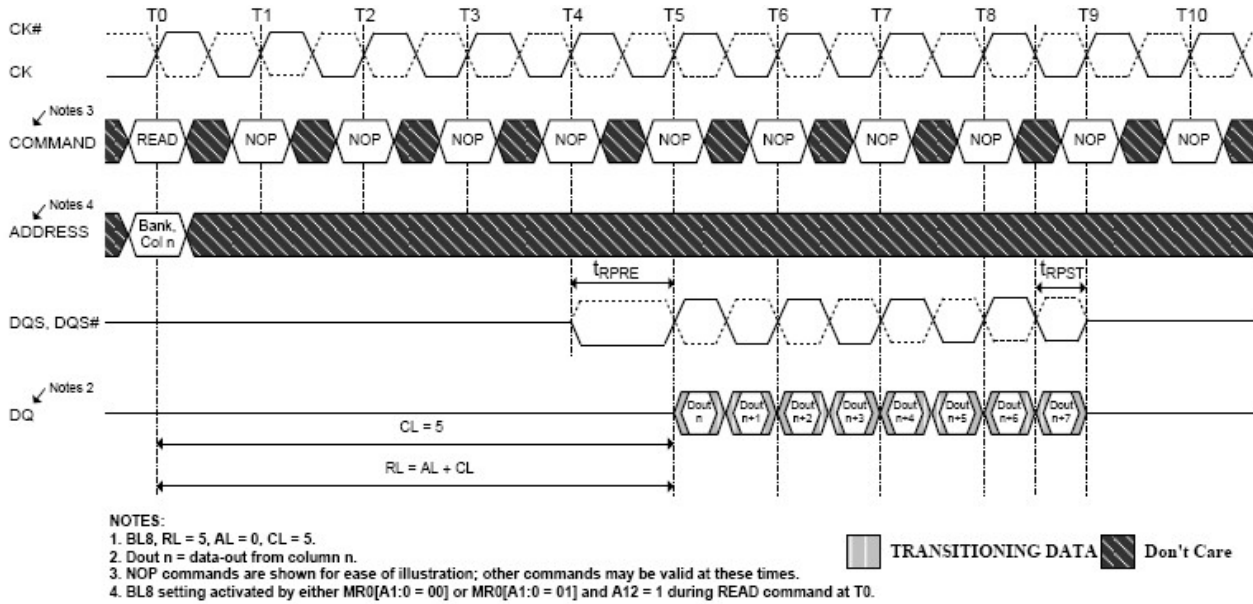 T0 T1 T2 T3 T4 T5 T6 T7 T8 T9 T10
CK#
CK
Notes 3
COMMAND READ NOP NOP NOP NOP NOP NOP NOP NOP NOP NOP
Notes 4
ADDRESS
Bank,
Col n
tRPRE tRPST
DQS, DQS#
Notes 2
DQ
Dout n Dout n+1 Dout n+2 Dout n+3 Dout n+4 Dout n+5 Dout n+6 Dout n+7
CL = 5
RL = AL + CL
NOTES:
1. BL8, RL = 5, AL = 0, CL = 5.
2. Dout n = data-out from column n.
3. NOP commands are shown for ease of illustration; other commands may be valid at these times.
4. BL8 setting activated by either MR0[A1:0 = 00] or MR0[A1:0 = 01] and A12 = 1 during READ command at T0.
TRANSITIONING DATA Don't Care